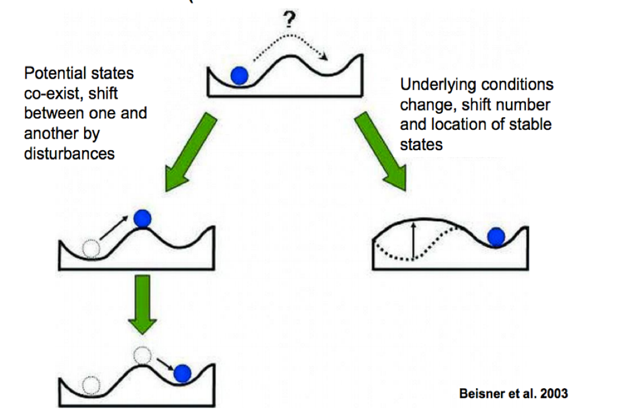 ?
Potential states
co-exist, shift
between one and
another by
disturbances
Underlying conditions
change, shift number
and location of stable
states
Beisner et al. 2003